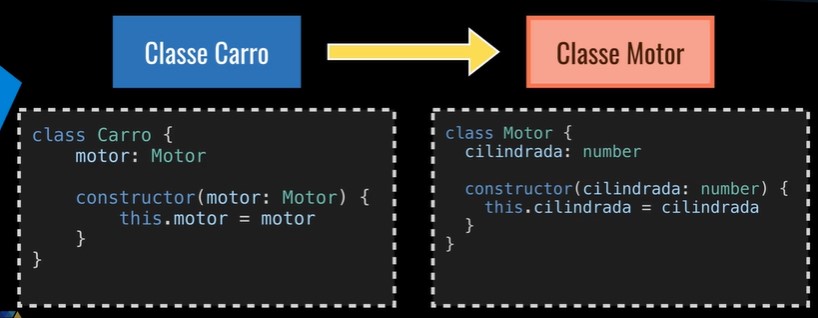 Classe Carro
Classe Motor
class Carro {
    motor: Motor

    constructor(motor: Motor) {
        this.motor = motor
    }
}
class Motor {
  cilindrada: number

  constructor(cilindrada: number) {
    this.cilindrada = cilindrada
  }
}